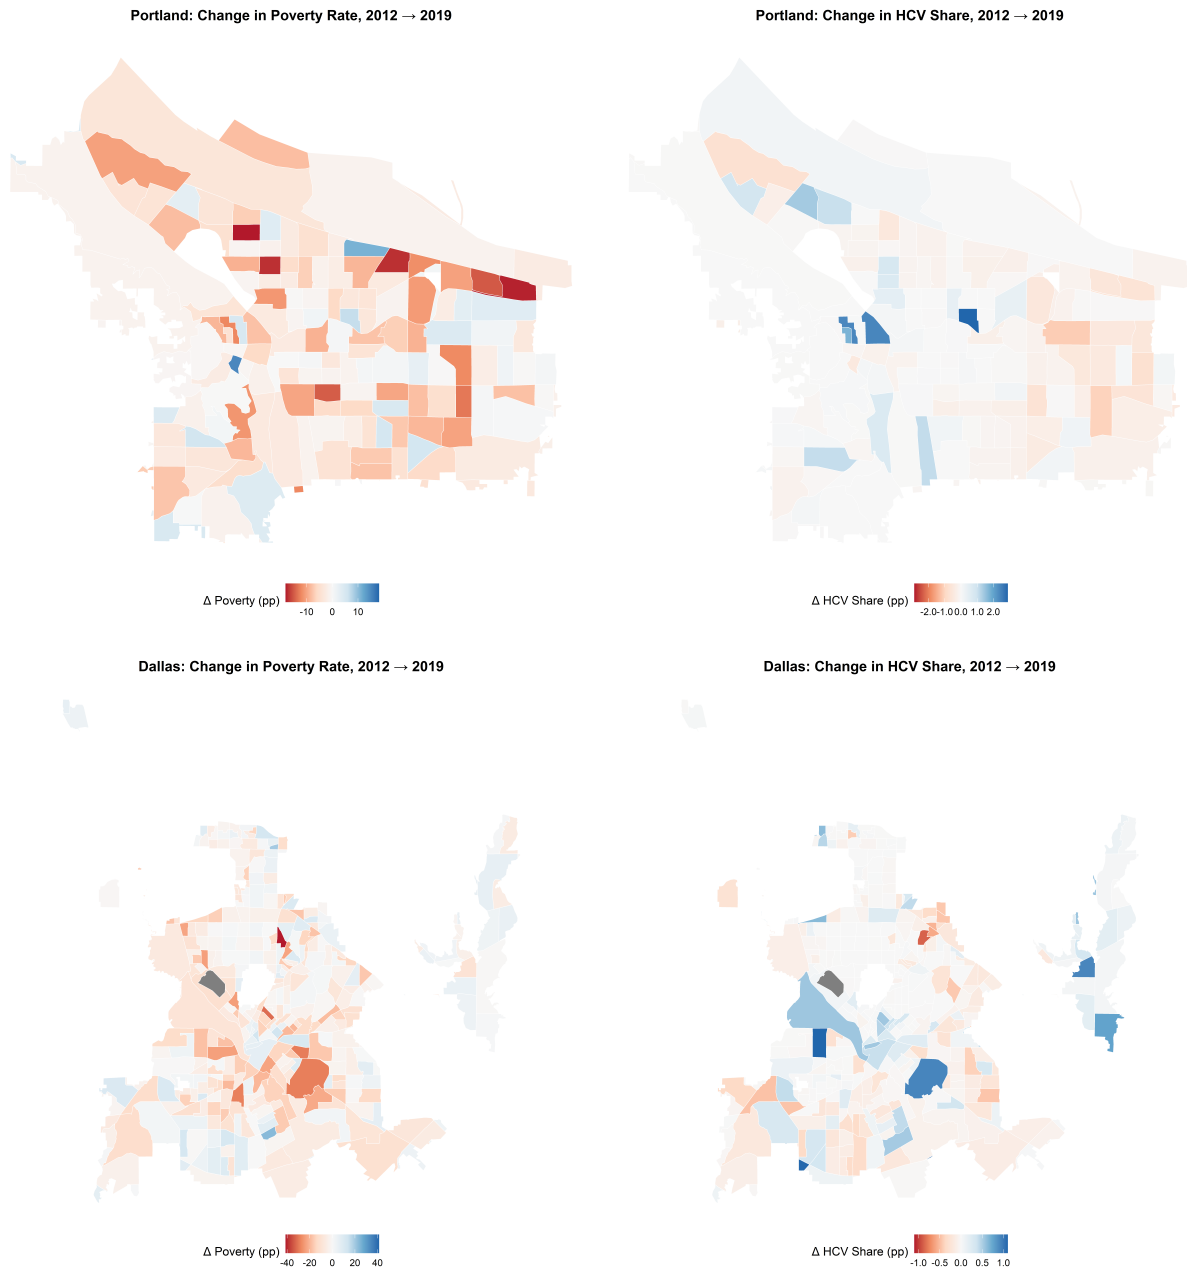 Portland: Change in Poverty Rate, 2012 → 2019
Portland: Change in HCV Share, 2012 → 2019
Δ Poverty (pp)
-10 0 10
Δ HCV Share (pp)
-2.0 -1.0 0.0 1.0 2.0
Dallas: Change in Poverty Rate, 2012 → 2019
Dallas: Change in HCV Share, 2012 → 2019
Δ Poverty (pp)
-40 -20 0 20 40
Δ HCV Share (pp)
-1.0 -0.5 0.0 0.5 1.0